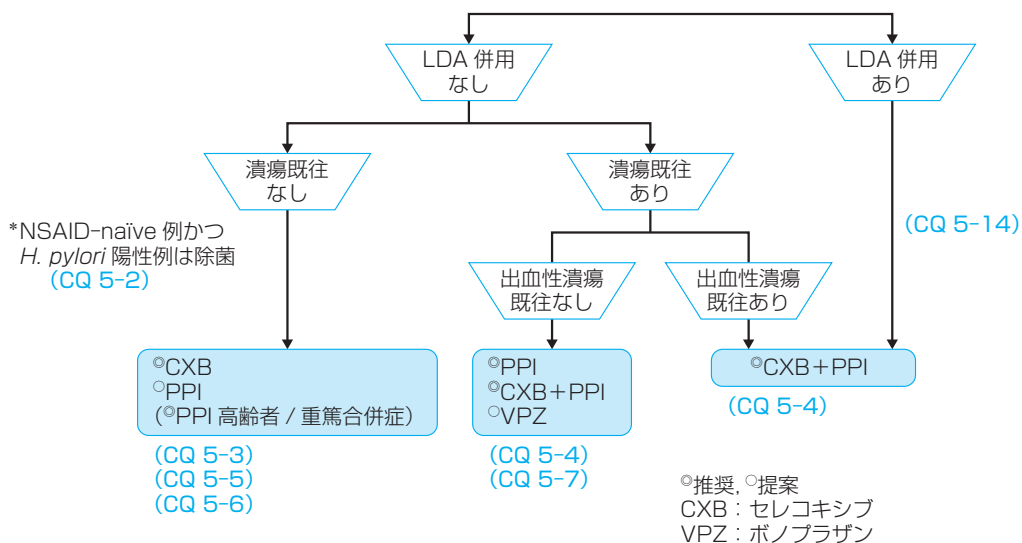 LDA 併用
なし
LDA 併用
あり
潰瘍既往
なし
潰瘍既往
あり
*NSAID-naïve 例かつ
H. pylori 陽性例は除菌
(CQ 5-2)
(CQ 5-14)
出血性潰瘍
既往なし
出血性潰瘍
既往あり
◎CXB
○PPI
(◎PPI 高齢者 / 重篤合併症)
(CQ 5-3)
(CQ 5-5)
(CQ 5-6)
◎PPI
◎CXB+PPI
○VPZ
(CQ 5-4)
(CQ 5-7)
◎CXB+PPI
(CQ 5-4)
◎推奨, ○提案
CXB:セレコキシブ
VPZ:ボノプラザン